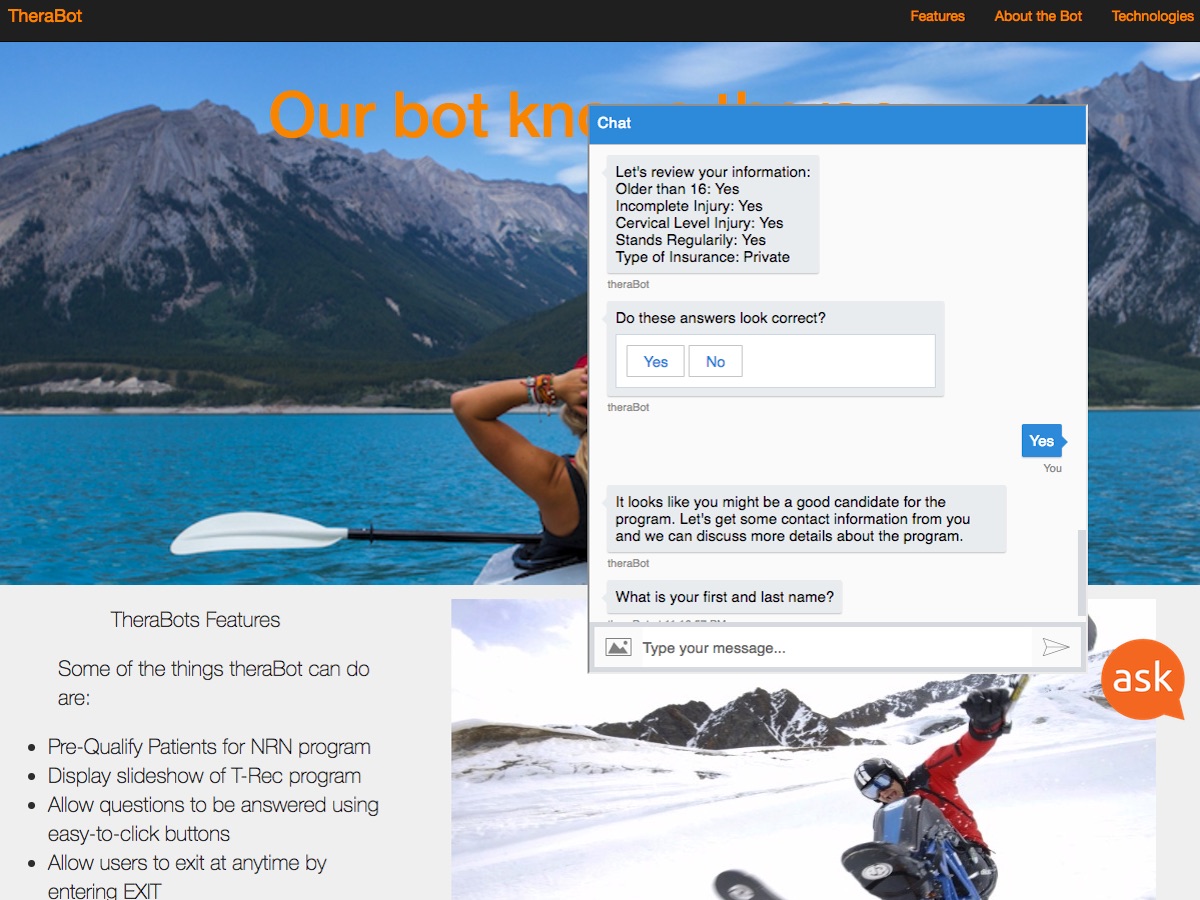 TheraBot
Features
About the Bot
Technologies
Our bot
Chat
Let's review your information:
Older than 16: Yes
Incomplete Injury: Yes
Cervical Level Injury: Yes
Stands Regularily: Yes
Type of Insurance: Private
theraBot
Do these answers look correct?
Yes
No
theraBot
Yes
You
It looks like you might be a good candidate for the
program. Let's get some contact information from you
and we can discuss more details about the program.
theraBot
What is your first and last name?
Type your message...
ask
TheraBots Features
Some of the things theraBot can do
are:
Pre-Qualify Patients for NRN program
Display slideshow of T-Rec program
Allow questions to be answered using
easy-to-click buttons
Allow users to exit at anytime by
entering EXIT